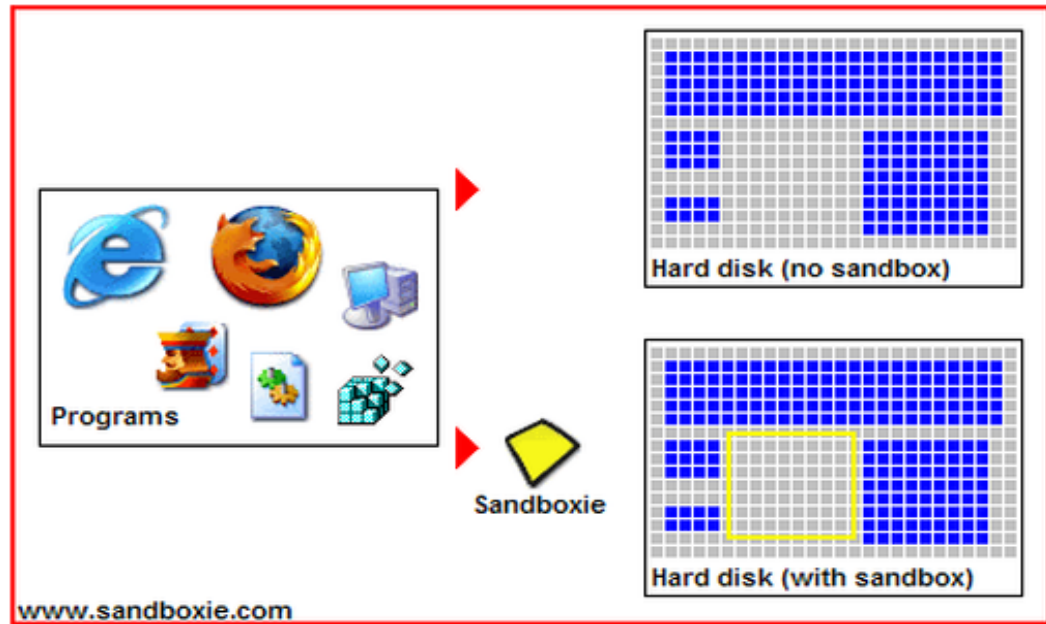 Hard disk (no sandbox)
Programs
Sandboxie
Hard disk (with sandbox)
www.sandboxie.com